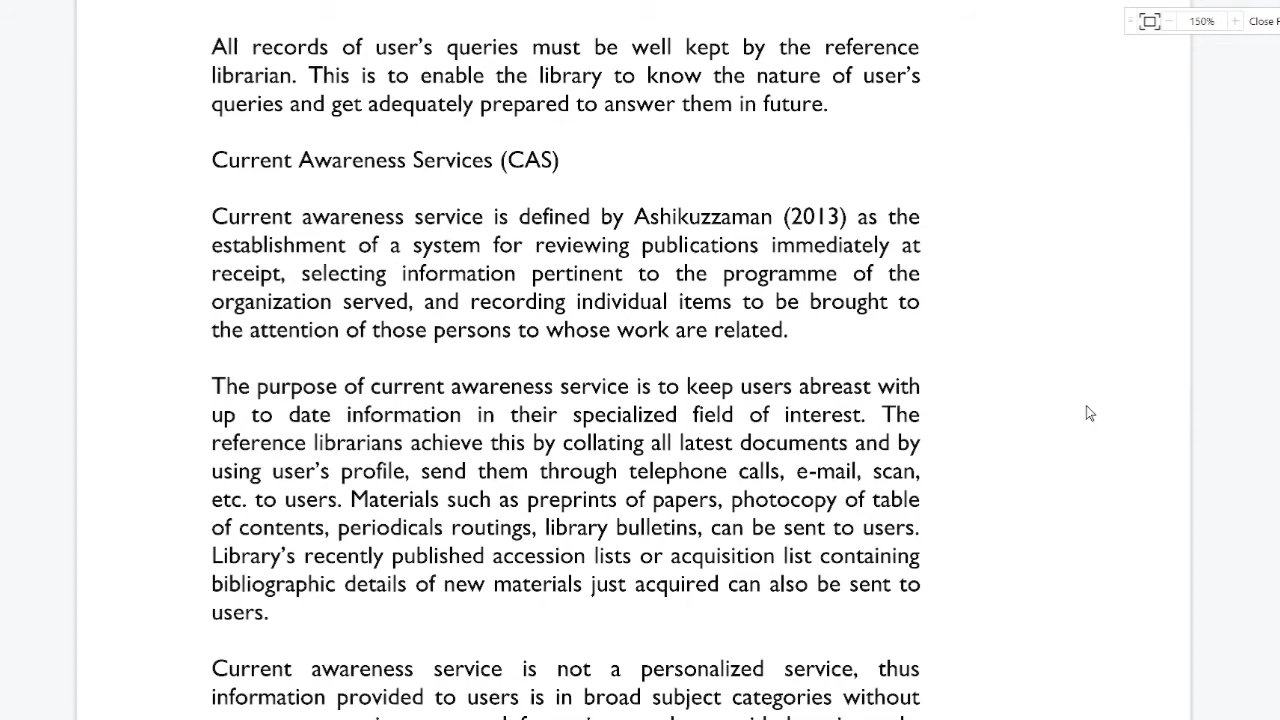 150%
Close
All records of user's queries must be well kept by the reference
librarian. This is to enable the library to know the nature of user's
queries and get adequately prepared to answer them in future.
Current Awareness Services (CAS)
Current awareness service is defined by Ashikuzzaman (2013) as the
establishment of a system for reviewing publications immediately at
receipt, selecting information pertinent to the programme of the
organization served, and recording individual items to be brought to
the attention of those persons to whose work are related.
The purpose of current awareness service is to keep users abreast with
up to date information in their specialized field of interest. The
reference librarians achieve this by collating all latest documents and by
using user's profile, send them through telephone calls, e-mail, scan,
etc. to users. Materials such as preprints of papers, photocopy of table
of contents, periodicals routings, library bulletins, can be sent to users.
Library's recently published accession lists or acquisition list containing
bibliographic details of new materials just acquired can also be sent to
users.
Current awareness service is not a personalized service, thus
information provided to users is in broad subject categories without